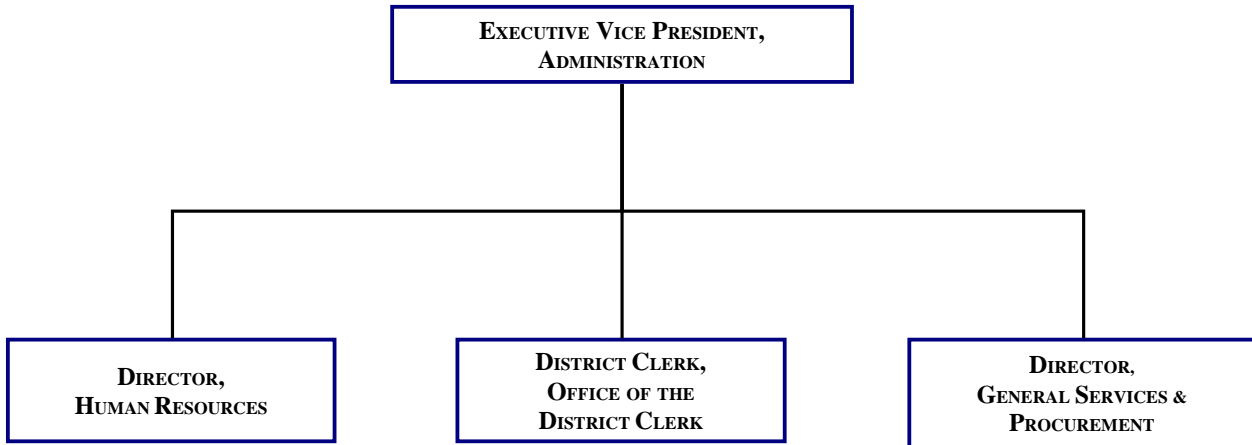 EXECUTIVE VICE PRESIDENT,
ADMINISTRATION
DIRECTOR,
HUMAN RESOURCES
DISTRICT CLERK,
OFFICE OF THE
DISTRICT CLERK
DIRECTOR,
GENERAL SERVICES &
PROCUREMENT